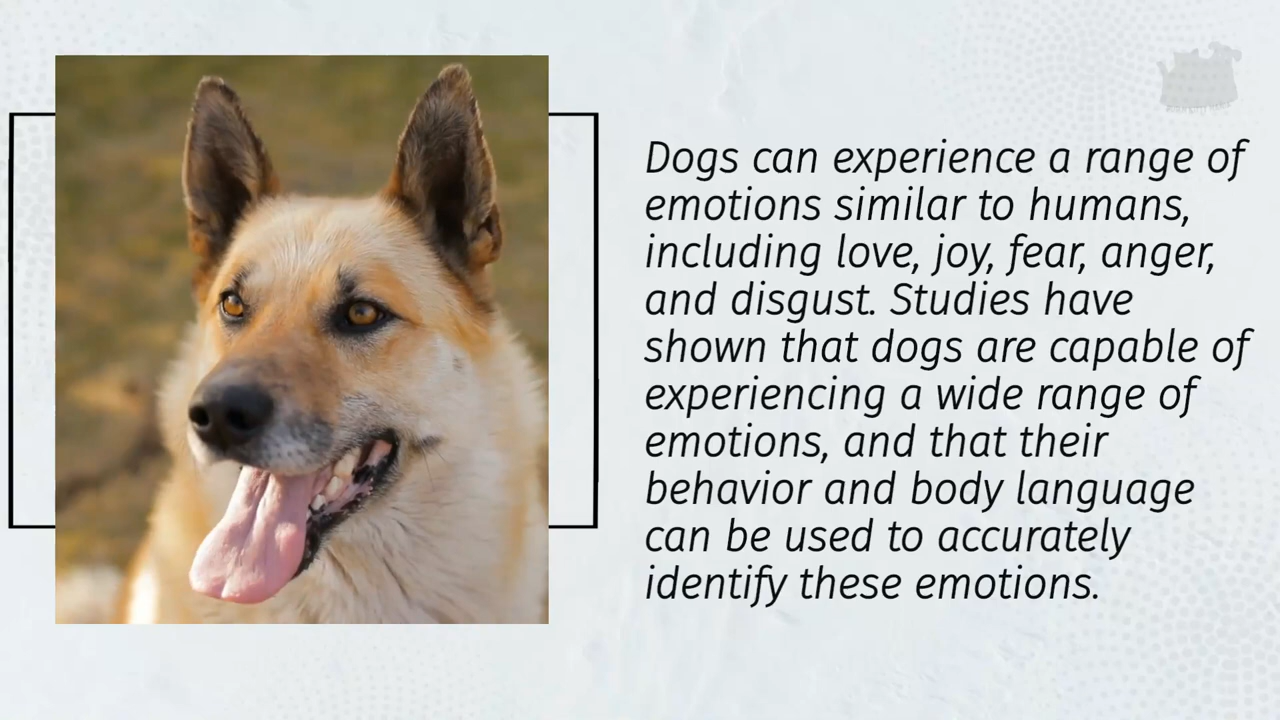 Dogs can experience a range of
emotions similar to humans,
including love, joy, fear, anger,
and disgust. Studies have
shown that dogs are capable of
experiencing a wide range of
emotions, and that their
behavior and body language
can be used to accurately
identify these emotions.